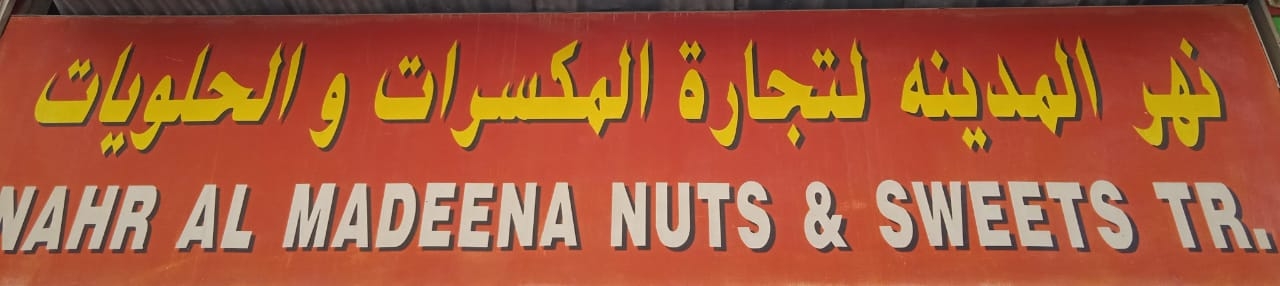 نهر المدينه لتجارة المكسرات و الحلويات
NAHR AL MADEENA NUTS & SWEETS TR.